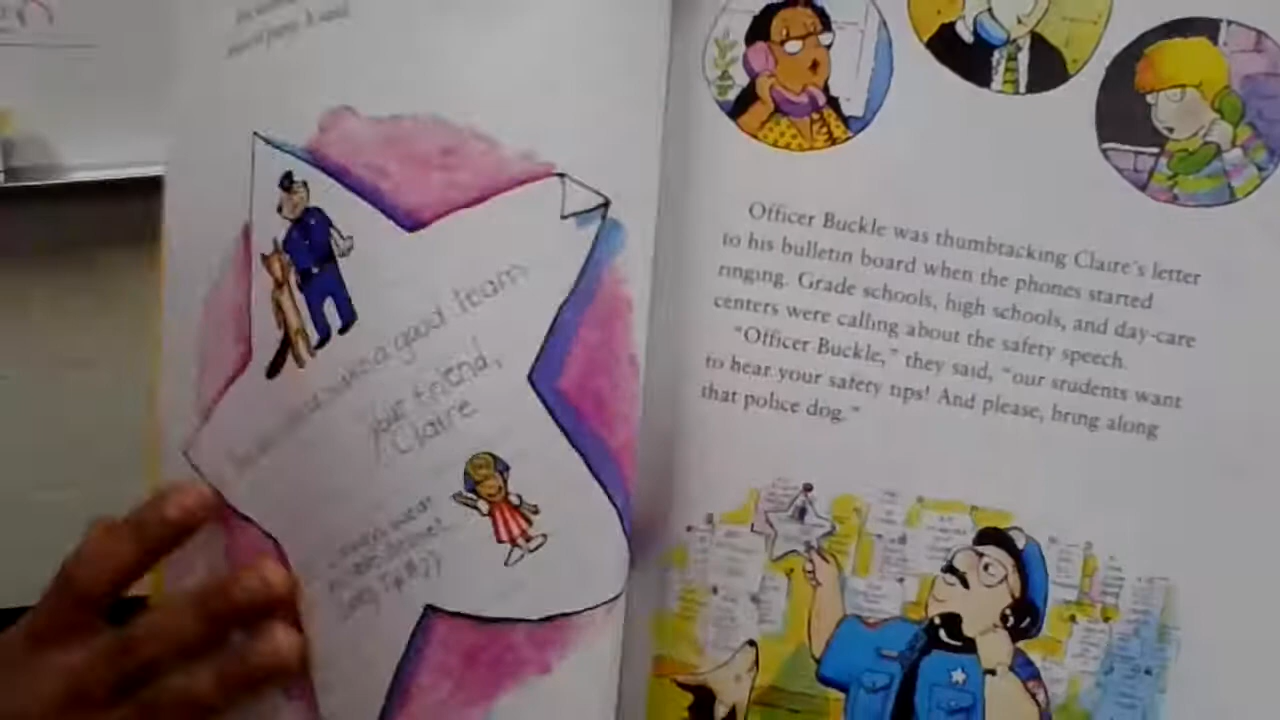 a good team
your friend,
Claire
wear
Officer Buckle was thumbtacking Claire's letter
to his bulletin board when the phones started
ringing. Grade schools, high schools, and day-care
centers were calling about the safety speech.
"Officer Buckle," they said, "our students want
to hear your safety tips! And please, bring along
that police dog."